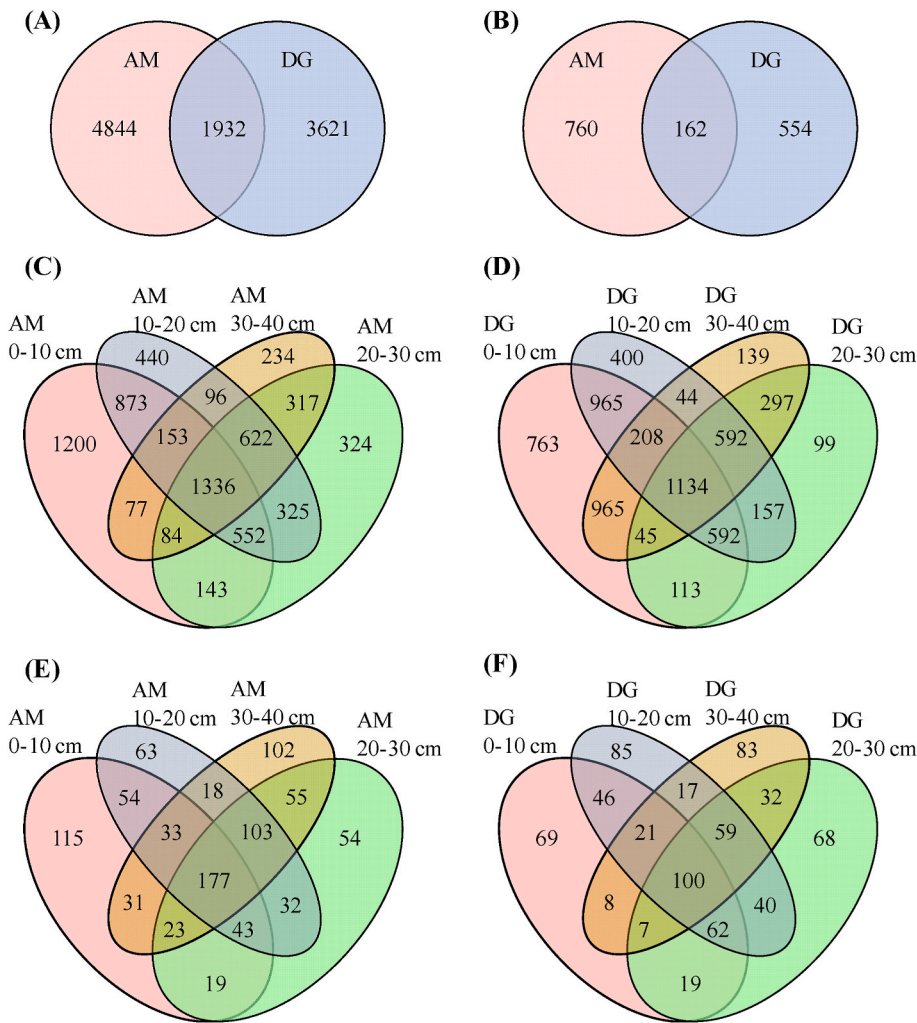 (A)
AM
DG
4844
1932
3621
(B)
AM
DG
760
162
554
(C)
AM
0-10 cm
AM
10-20 cm
AM
30-40 cm
AM
20-30 cm
440
234
873
96
317
1200
153
622
324
1336
77
325
84
552
143
(D)
DG
0-10 cm
DG
10-20 cm
DG
30-40 cm
DG
20-30 cm
400
139
965
44
297
763
208
592
99
1134
965
157
45
592
113
(E)
AM
0-10 cm
AM
10-20 cm
AM
30-40 cm
AM
20-30 cm
63
102
54
18
55
115
33
103
54
177
31
32
23
43
19
(F)
DG
0-10 cm
DG
10-20 cm
DG
30-40 cm
DG
20-30 cm
85
83
46
17
32
69
21
59
68
100
8
40
7
62
19